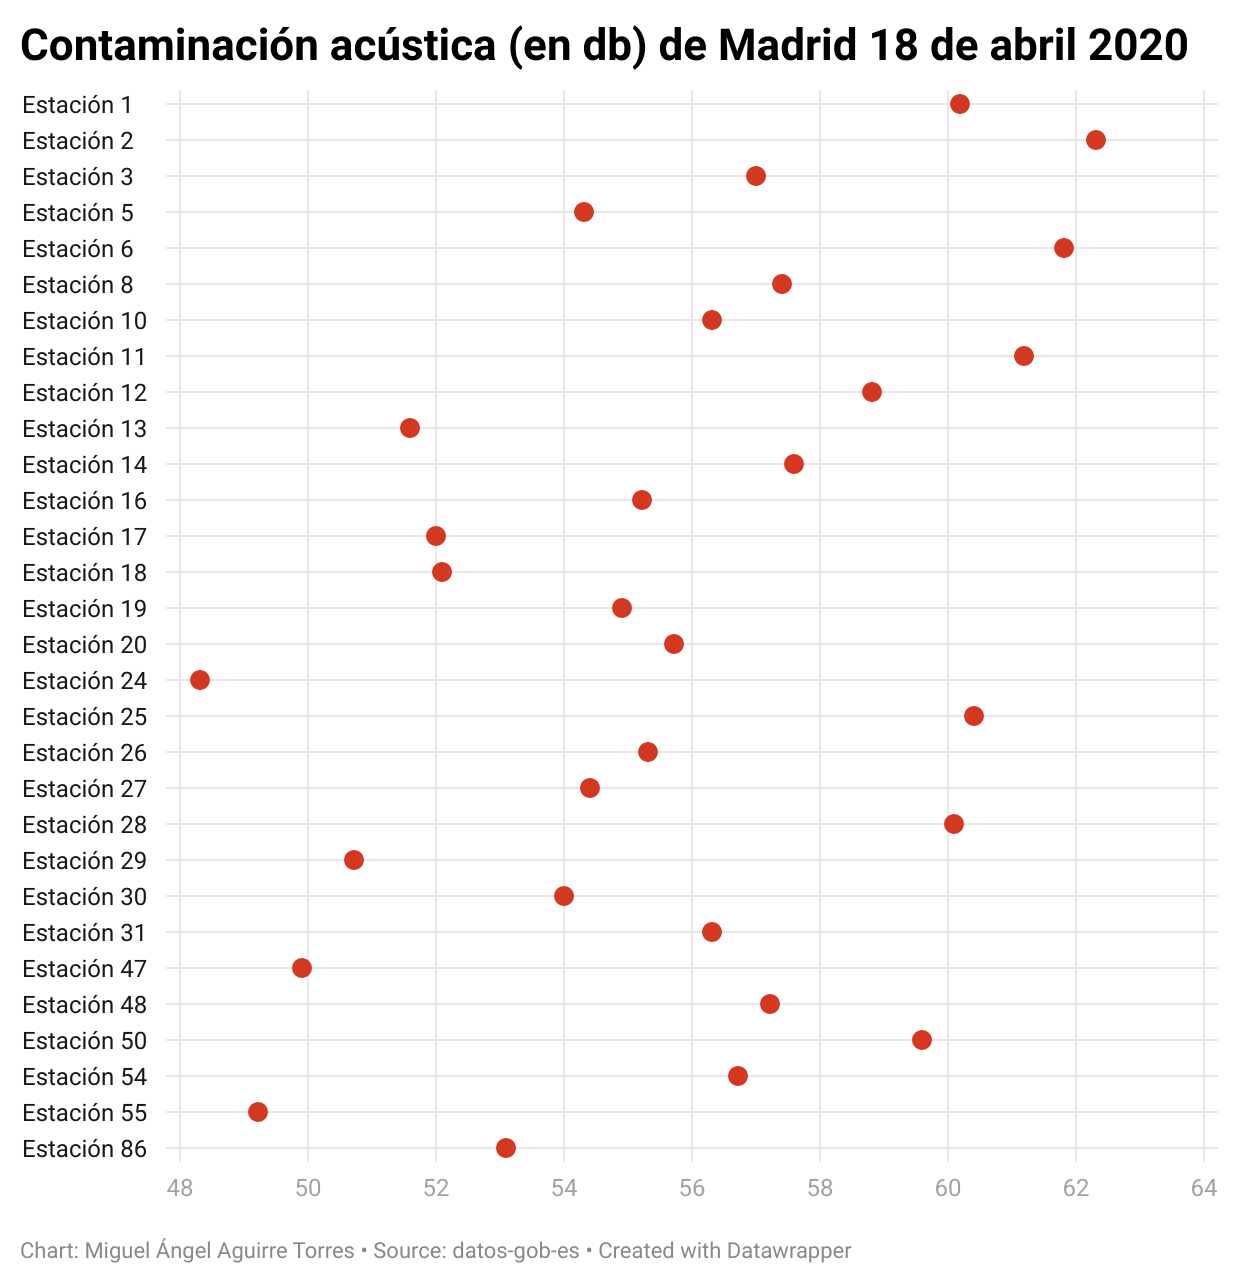 Contaminación acústica (en db) de Madrid 18 de abril 2020
Estación 1
Estación 2
Estación 3
Estación 5
Estación 6
Estación 8
Estación 10
Estación 11
Estación 12
Estación 13
Estación 14
Estación 16
Estación 17
Estación 18
Estación 19
Estación 20
Estación 24
Estación 25
Estación 26
Estación 27
Estación 28
Estación 29
Estación 30
Estación 31
Estación 47
Estación 48
Estación 50
Estación 54
Estación 55
Estación 86
48 50 52 54 56 58 60 62 64
Chart: Miguel Ángel Aguirre Torres • Source: datos-gob-es • Created with Datawrapper